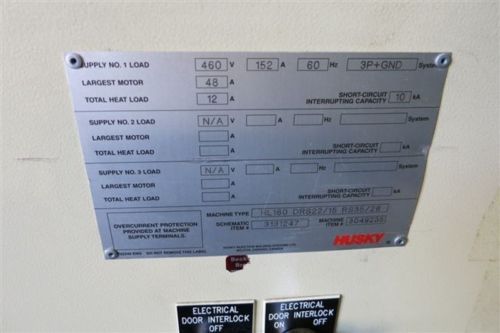 SUPPLY NO. 1 LOAD 460 V 152 A 60 Hz 3P+GND System
LARGEST MOTOR 48 A
TOTAL HEAT LOAD 12 A SHORT-CIRCUIT INTERRUPTING CAPACITY 10 kA
SUPPLY NO. 2 LOAD N/A V A Hz System
LARGEST MOTOR A
TOTAL HEAT LOAD A SHORT-CIRCUIT INTERRUPTING CAPACITY kA
SUPPLY NO. 3 LOAD N/A V A Hz System
LARGEST MOTOR A
TOTAL HEAT LOAD A SHORT-CIRCUIT INTERRUPTING CAPACITY kA
MACHINE TYPE HL160 RS35/28
OVERCURRENT PROTECTION PROVIDED AT MACHINE SUPPLY TERMINALS.
SCHEMATIC ITEM # 3131247 MACHINE ITEM #
DO NOT REMOVE THIS LABEL
HUSKY
ELECTRICAL
DOOR INTERLOCK
OFF
ELECTRICAL
DOOR INTERLOCK
ON OFF